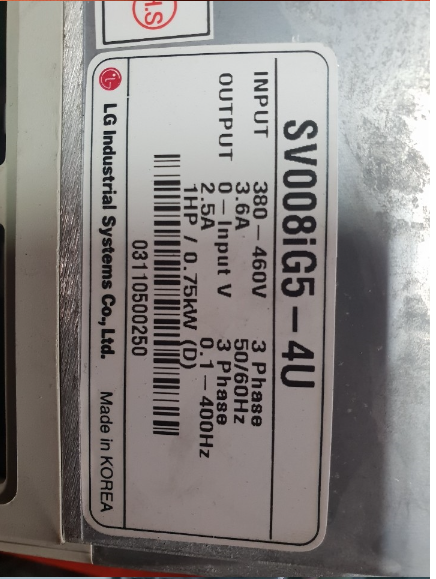 H.S
SV008iG5-4U
INPUT 380-460V 3 Phase
3.6A 50/60Hz
OUTPUT 0-Input V 3 Phase
2.5A 0.1-400Hz
1HP / 0.75kW (D)
03110500250
LG Industrial Systems Co., Ltd. Made in KOREA